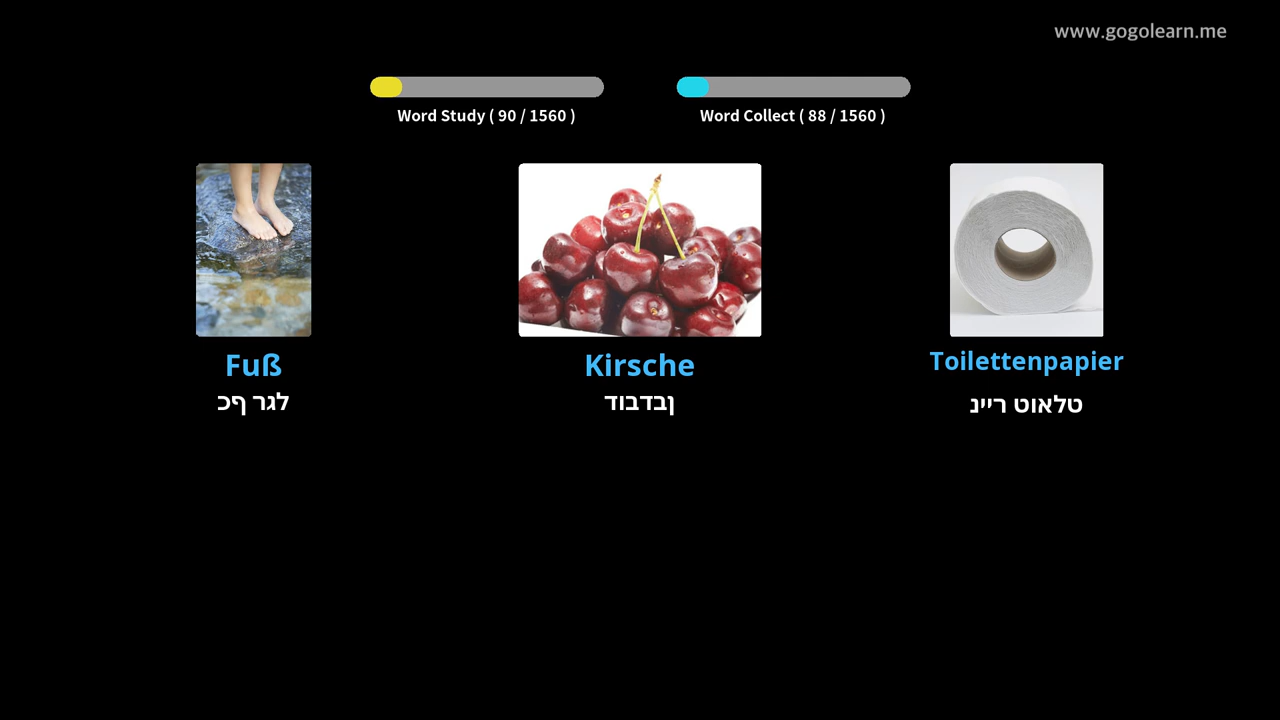 www.gogolearn.me
Word Study ( 90 / 1560 )
Word Collect ( 88 / 1560 )
Fuß
לגר ףכ
Kirsche
ןבדבוד
Toilettenpapier
טלאוט ריינ